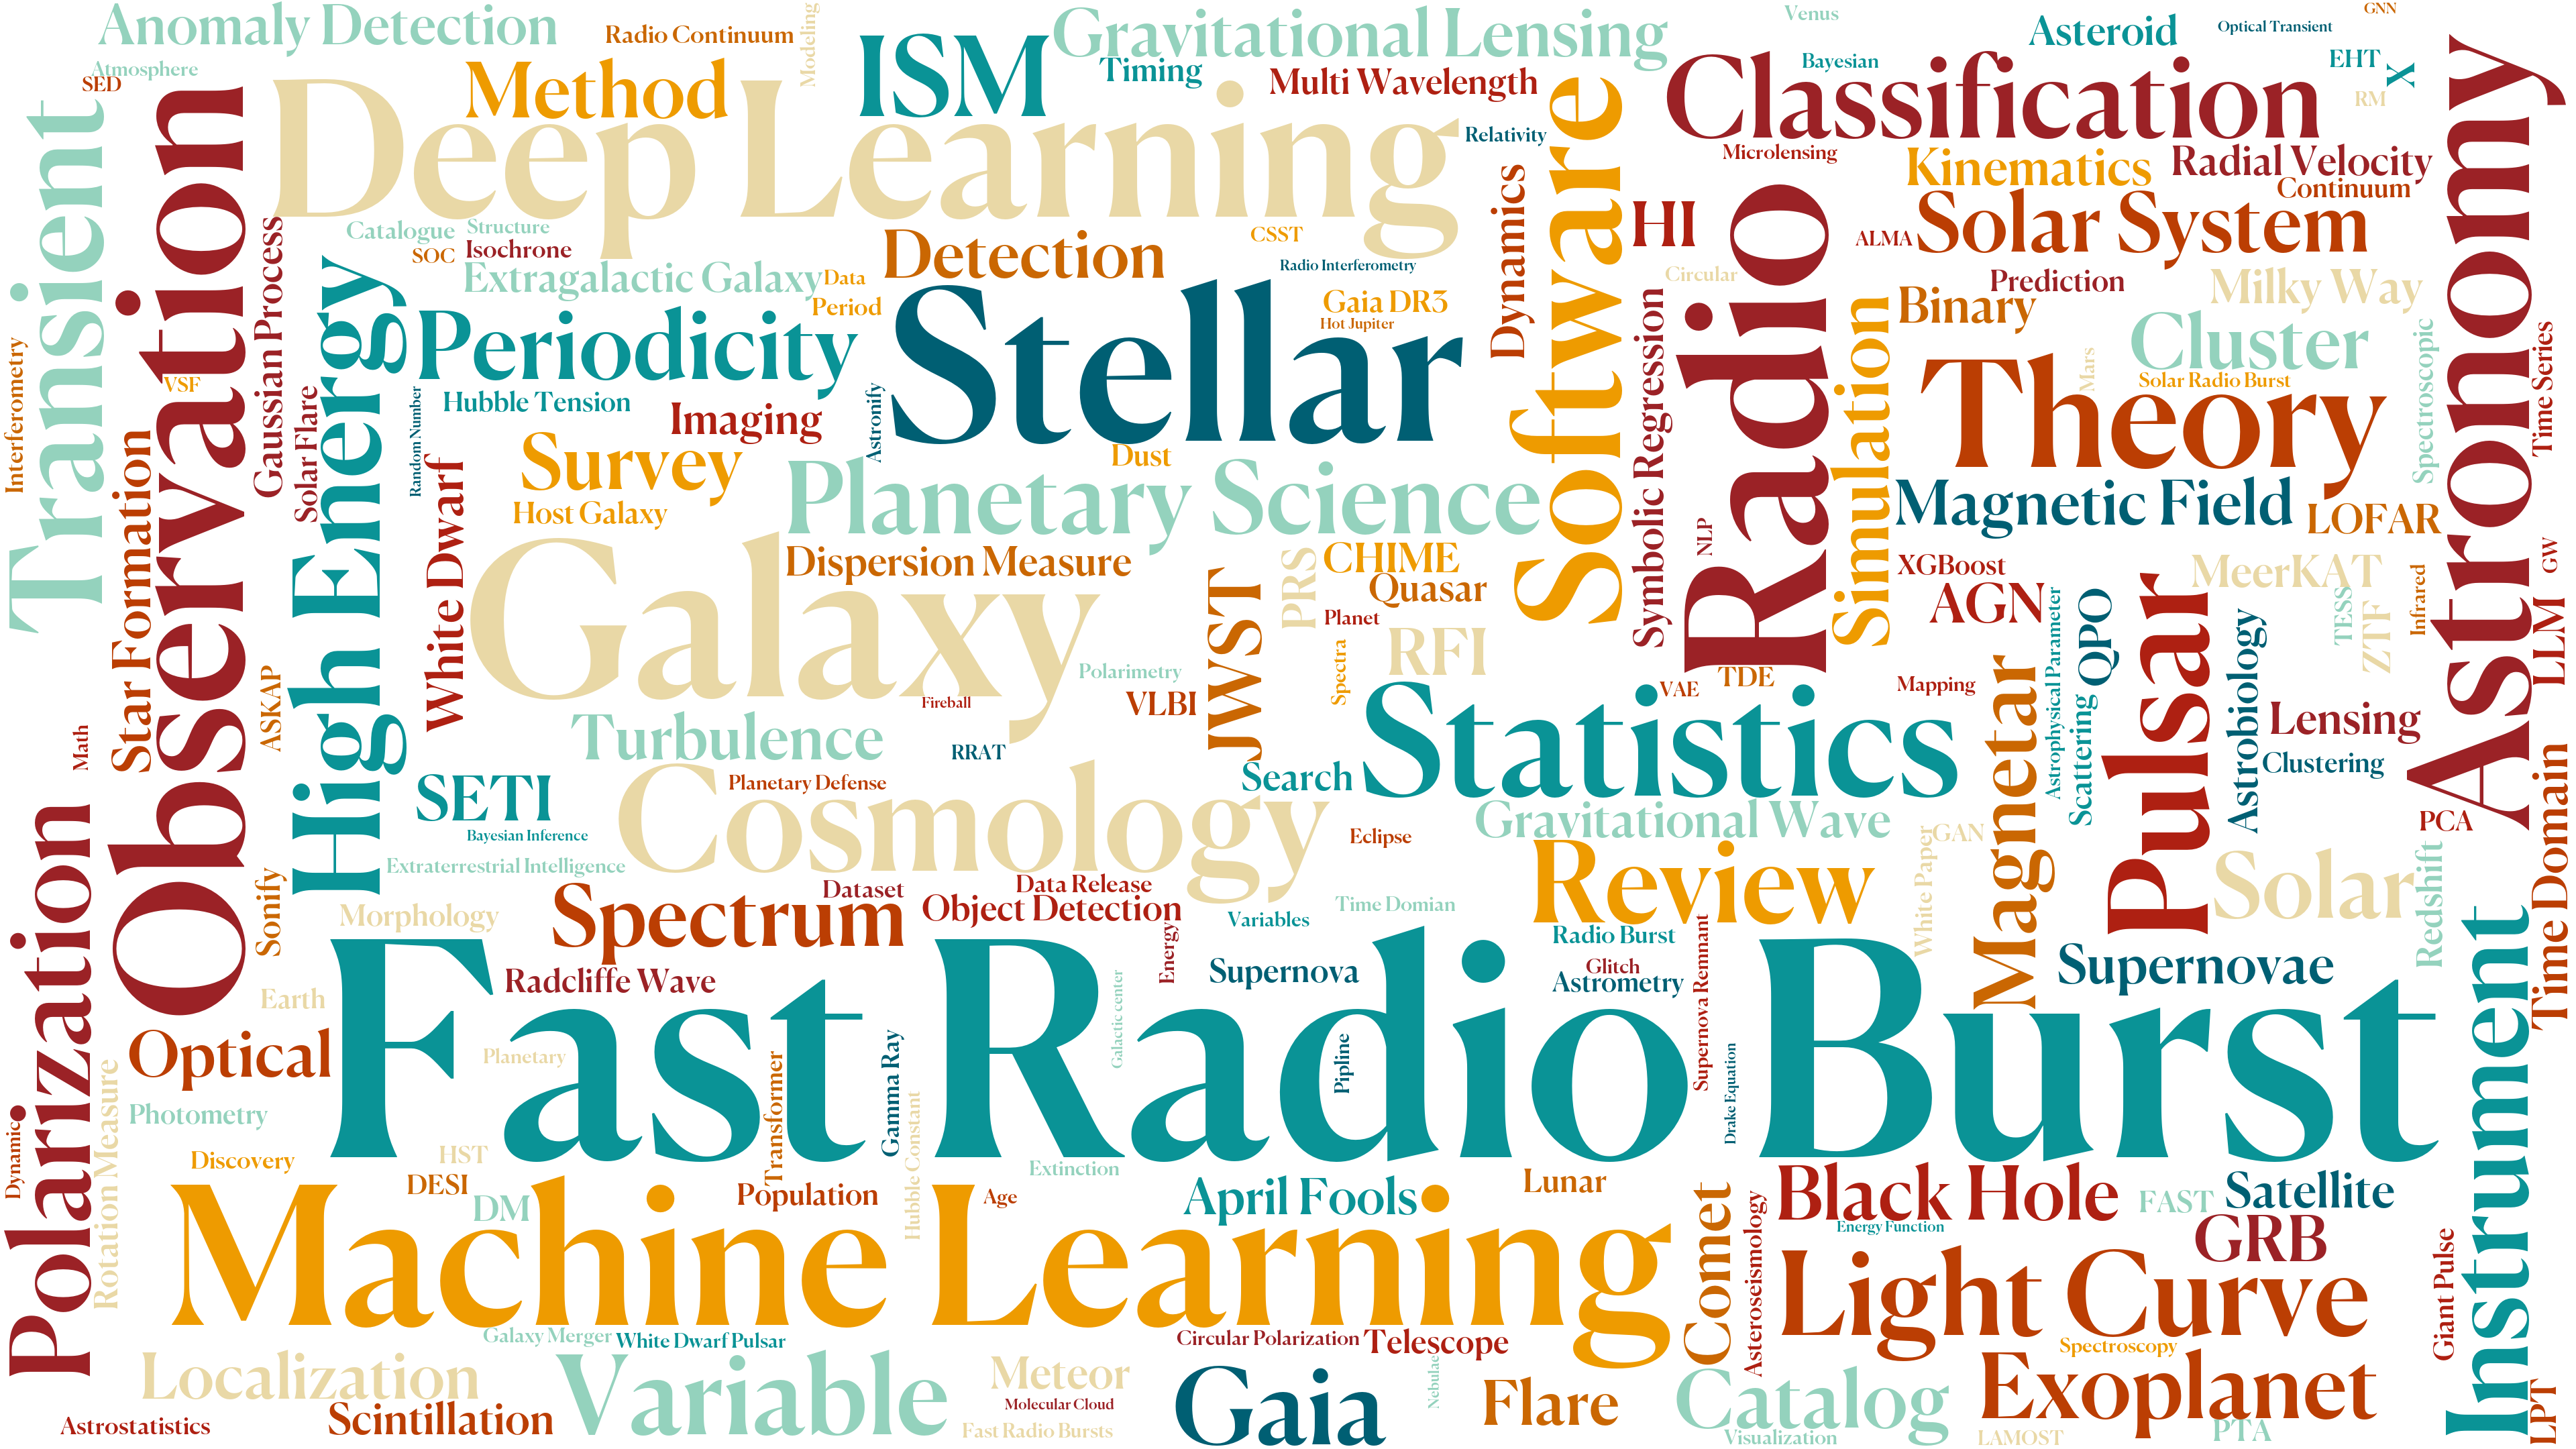 Anomaly Detection
Radio Continuum
Modeling
Gravitational Lensing
Venus
Asteroid
Optical Transient
GNN
Atmosphere
SED
Method
ISM
Timing
Multi Wavelength
Classification
Bayesian
EHT
X
RM
Transient
Observation
Deep Learning
Relativity
Software
Microlensing
Kinematics
Radial Velocity
Continuum
Astronomy
Catalogue
Structure
SOC
Isochrone
Detection
CSST
Dynamics
HI
Radio
ALMA
Solar System
Gaussian Process
High Energy
Extragalactic Galaxy
Data
Period
Radio Interferometry
Gaia DR3
Hot Jupiter
Circular
Prediction
Milky Way
Binary
Periodicity
Stellar
Symbolic Regression
Simulation
Cluster
Mars
Solar Radio Burst
Theory
Spectroscopic
Time Series
Interferometry
VSF
Solar Flare
Random Number
Hubble Tension
Imaging
Astronify
Star Formation
White Dwarf
Survey
Dust
Host Galaxy
Planetary Science
Magnetic Field
LOFAR
NLP
Dispersion Measure
CHIME
PRS
Quasar
XGBoost
MeerKAT
GW
Galaxy
JWST
Planet
AGN
Astrophysical Parameter
QPO
Pulsar
TESS
ZTF
Infrared
LLM
RFI
Spectra
Polarimetry
Fireball
VLBI
VAE
TDE
Mapping
Magnetar
Scattering
Astrobiology
Lensing
Clustering
Math
ASKAP
Turbulence
RRAT
Statistics
Search
SETI
Planetary Defense
Cosmology
Bayesian Inference
Extraterrestrial Intelligence
Eclipse
Gravitational Wave
GAN
White Paper
PCA
Time Domain
Polarization
Sonify
Morphology
Spectrum
Dataset
Data Release
Object Detection
Variables
Time Domian
Review
Solar
Redshift
Radio Burst
Energy
Radcliffe Wave
Supernova
Glitch
Astrometry
Supernova Remnant
Supernovae
Instrument
Earth
Optical
Fast Radio Burst
Planetary
Transformer
Gamma Ray
Galactic center
Pipline
Drake Equation
Hubble Constant
Photometry
Rotation Measure
Dynamice
Discovery
HST
DESI
DM
Population
Extinction
Age
April Fools
Lunar
Black Hole
FAST
Satellite
Energy Function
GRB
Machine Learning
Comet
Asteroseismology
Light Curve
Giant Pulse
Galaxy Merger
White Dwarf Pulsar
Circular Polarization
Telescope
Spectroscopy
Localization
Variable
Meteor
Molecular Cloud
Gaia
Nebulae
Flare
Catalog
Exoplanet
LPT
Astrostatistics
Scintillation
Fast Radio Bursts
Visualization
LAMOST
PTA